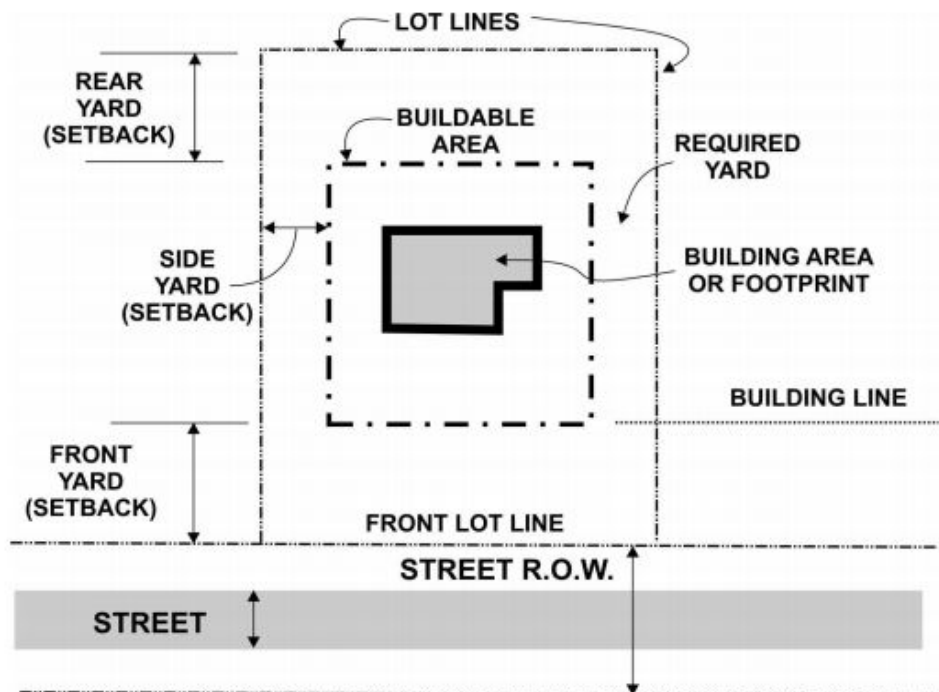 LOT LINES
REAR
YARD
(SETBACK)
BUILDABLE
AREA
REQUIRED
YARD
SIDE
YARD
(SETBACK)
BUILDING AREA
OR FOOTPRINT
BUILDING LINE
FRONT
YARD
(SETBACK)
FRONT LOT LINE
STREET R.O.W.
STREET